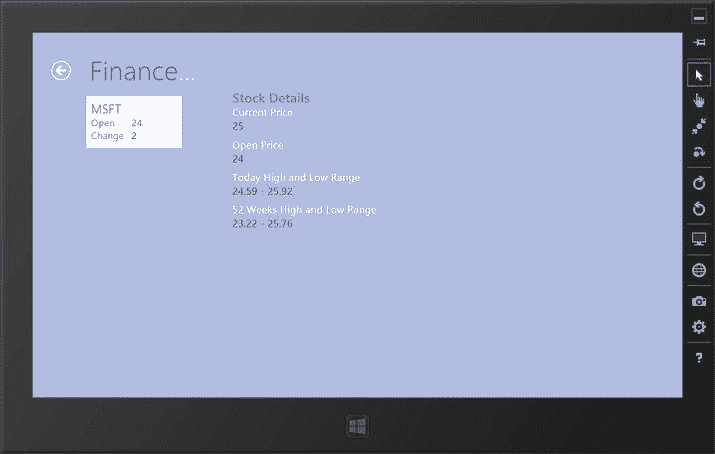 Finance...
MSFT
Open 24
Change 2
Stock Details
Current Price
25
Open Price
24
Today High and Low Range
24.59 - 25.92
52 Weeks High and Low Range
23.22 - 25.76
?